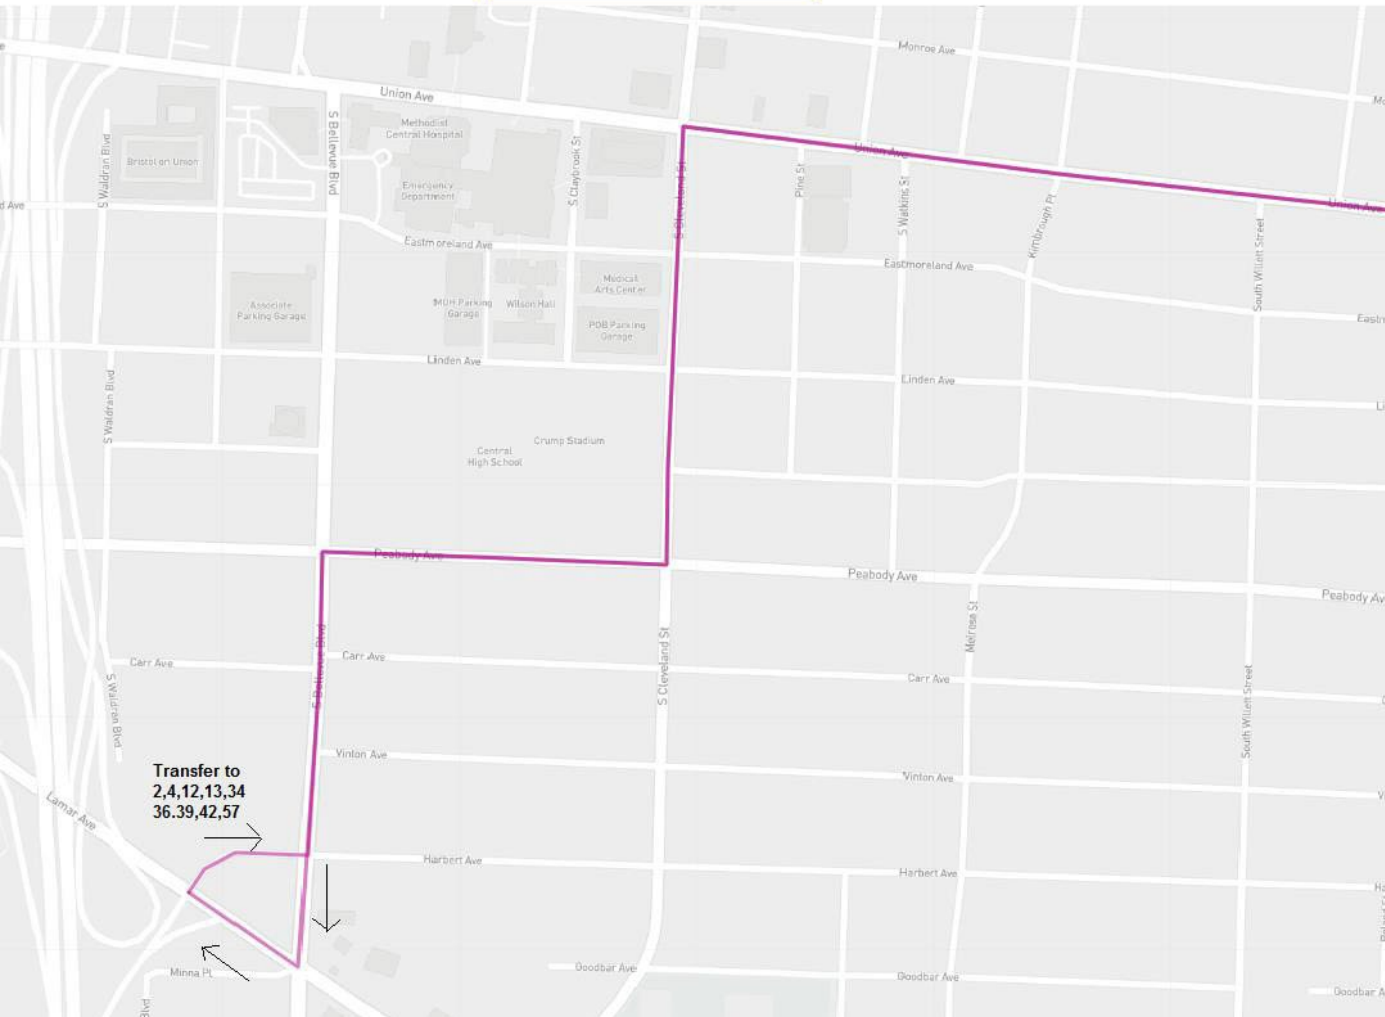 Monroe Ave
Union Ave
S Bellevue Blvd
Methodist
Central Hospital
Bristol on Union
S Waldran Blvd
S Claybrook St
Emergency
Department
S Cleveland St
Union Ave
Pine St
S Watkins St
Kimbrough Pl
Union Ave
South Willett Street
d Ave
Eastmoreland Ave
Eastmoreland Ave
Medical
Arts Center
Associate
Parking Garage
MUH Parking
Garage
Wilson Hall
POB Parking
Garage
Linden Ave
Linden Ave
S Waldran Blvd
Crump Stadium
Central
High School
Peabody Ave
Peabody Ave
Peabody Av
Melrose St
S Bellevue Blvd
S Cleveland St
Carr Ave
Carr Ave
Carr Ave
S Waldran Blvd
South Willett Street
Vinton Ave
Vinton Ave
Transfer to
2,4,12,13,34
36.39,42,57
Lamar Ave
Harbert Ave
Harbert Ave
Minna Pl
Goodbar Ave
Goodbar Ave
Goodbar A
Blvd